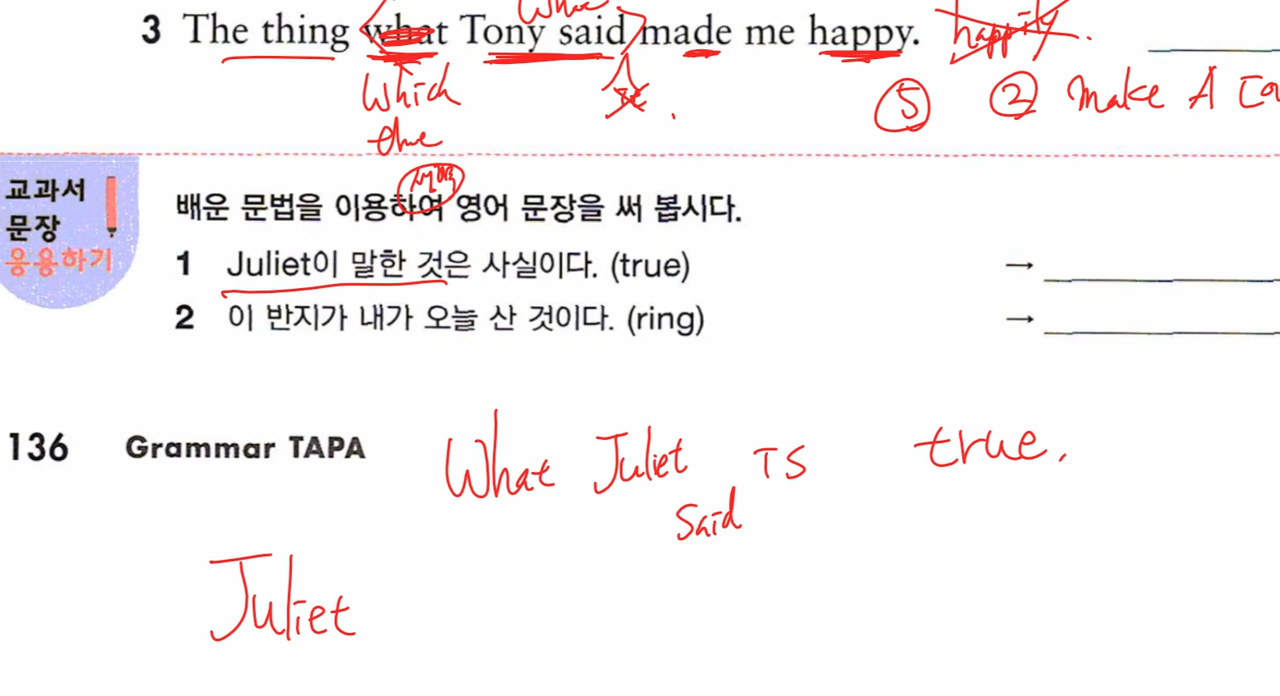 3 The thing what Tony said made me happy.
which
⑤ ② make A
교과서
문장
응용하기
배운 문법을 이용하여 영어 문장을 써 봅시다.
1 Juliet이 말한 것은 사실이다. (true) →
2 이 반지가 내가 오늘 산 것이다. (ring) →
136 Grammar TAPA
What Juliet is true.
said
Juliet